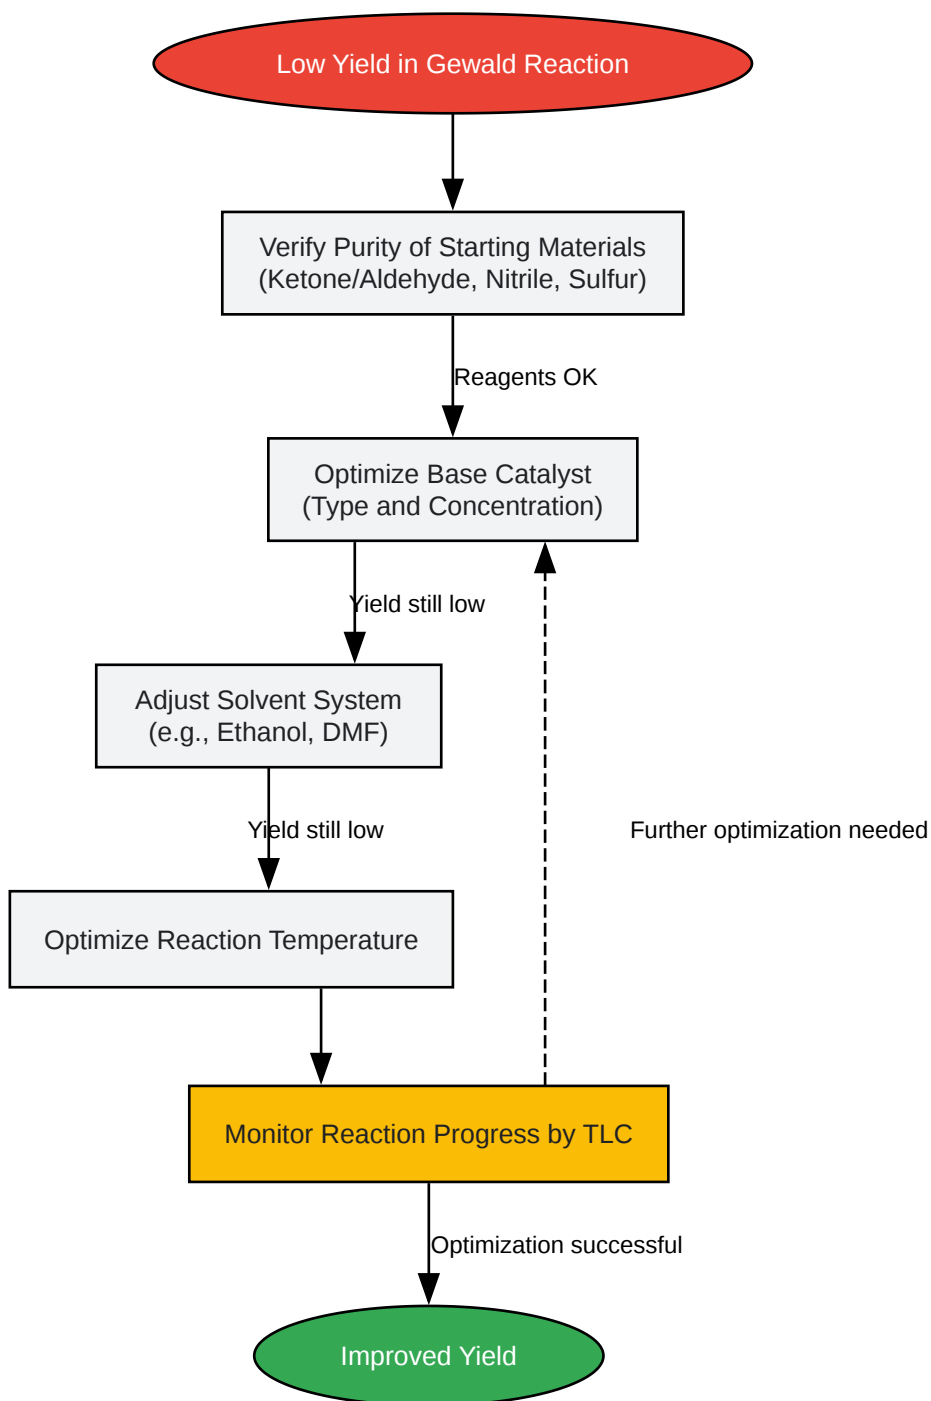 Low Yield in Gewald Reaction
Verify Purity of Starting Materials
(Ketone/Aldehyde, Nitrile, Sulfur)
Reagents OK
Optimize Base Catalyst
(Type and Concentration)
Yield still low
Adjust Solvent System
(e.g., Ethanol, DMF)
Yield still low
Further optimization needed
Optimize Reaction Temperature
Monitor Reaction Progress by TLC
Optimization successful
Improved Yield